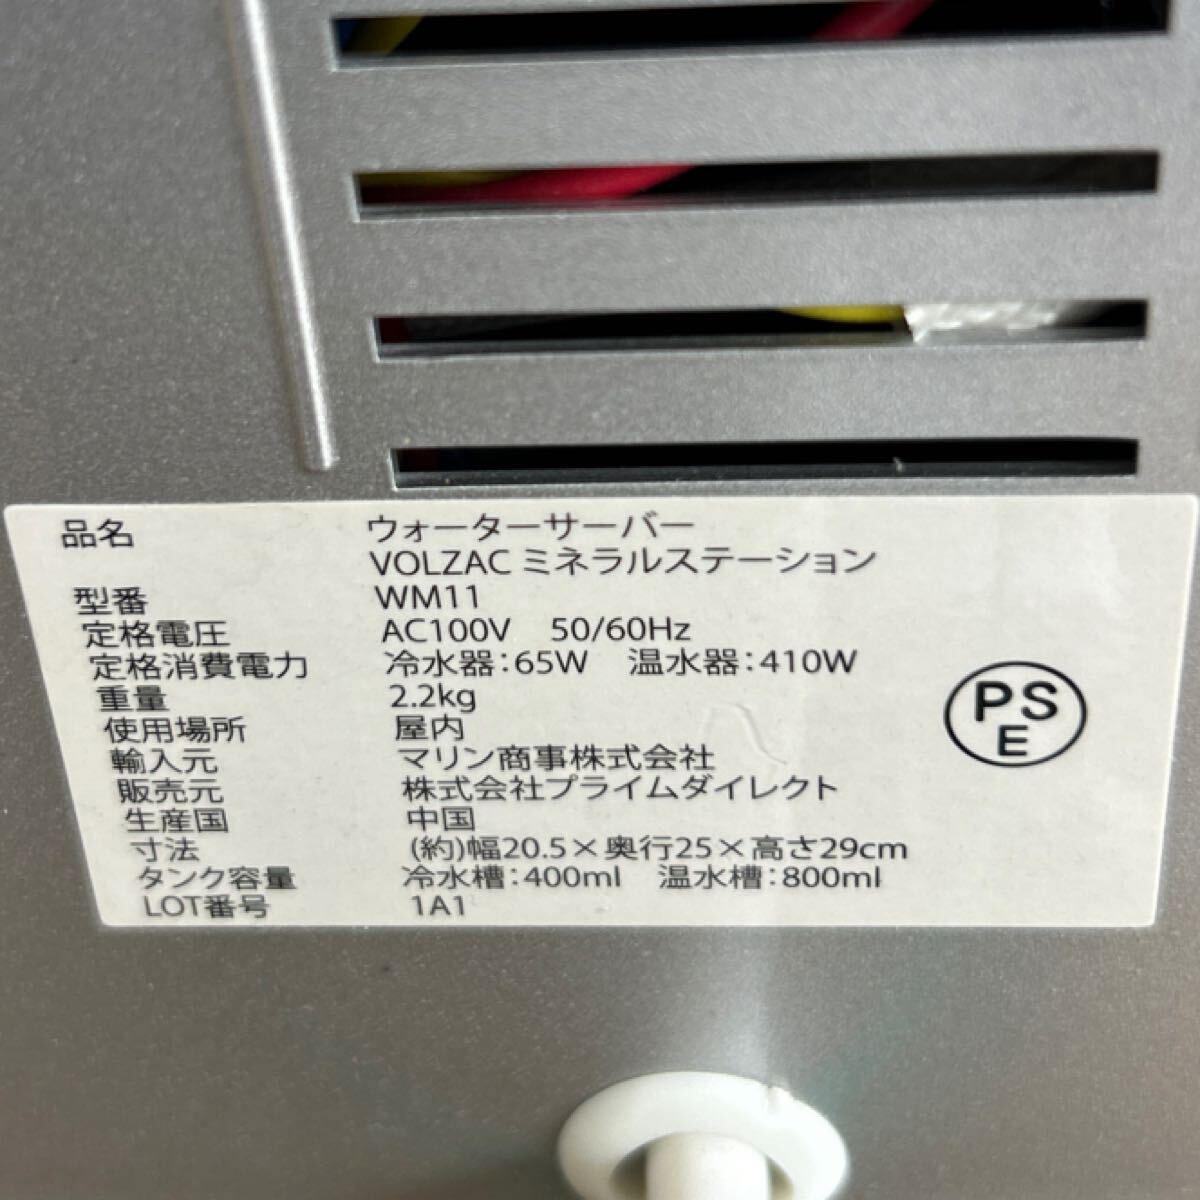 品名 ウォーターサーバー
VOLZAC ミネラルステーション
型番 WM11
定格電圧 AC100V 50/60Hz
定格消費電力 冷水器：65W 温水器：410W
重量 2.2kg
使用場所 屋内
輸入元 マリン商事株式会社
販売元 株式会社プライムダイレクト
生産国 中国
寸法 (約)幅20.5×奥行25×高さ29cm
タンク容量 冷水槽：400ml 温水槽：800ml
LOT番号 1A1
PS
E